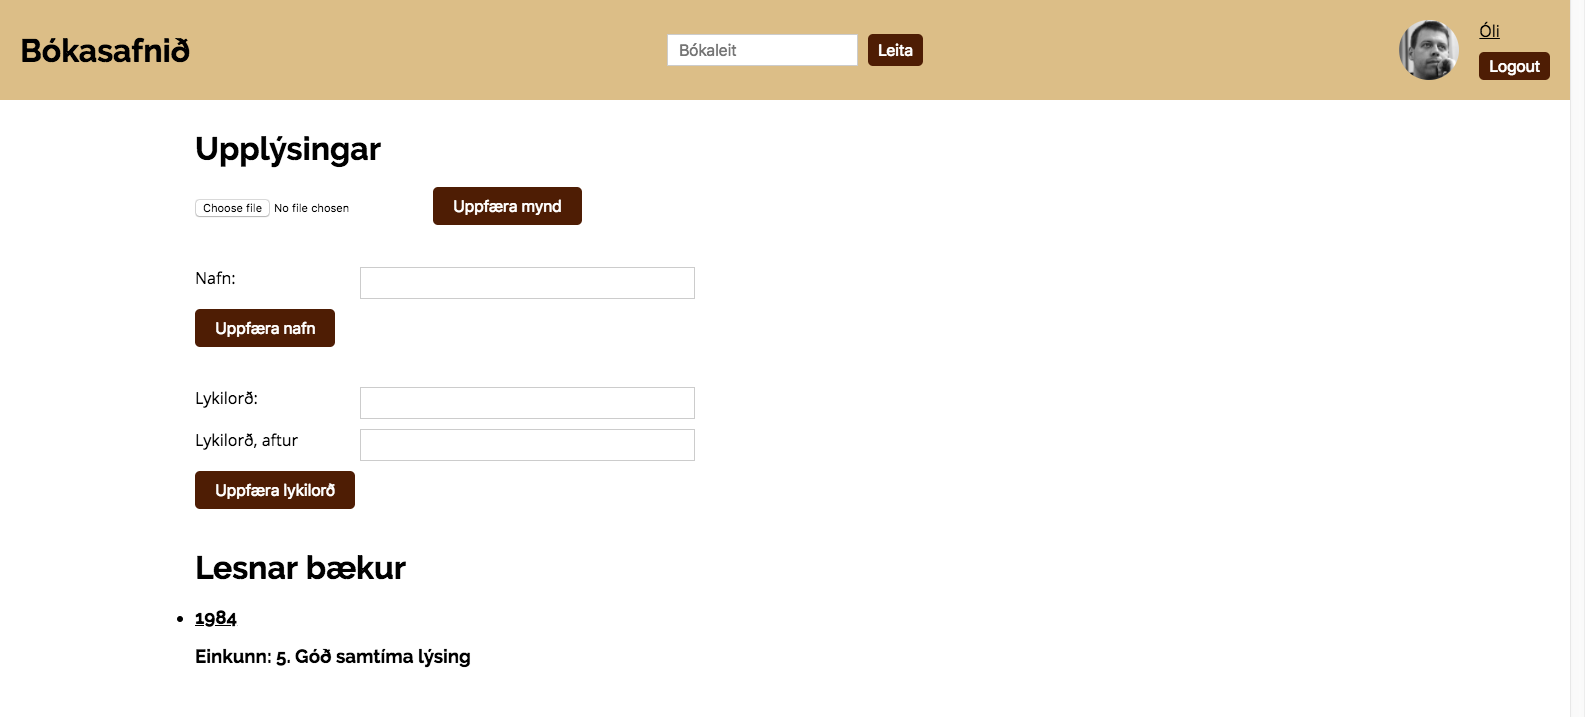 Bókasafnið
Bókaleit Leita
Óli
Logout
Upplýsingar
Choose file No file chosen Uppfæra mynd
Nafn:
Uppfæra nafn
Lykilorð:
Lykilorð, aftur
Uppfæra lykilorð
Lesnar bækur
1984
Einkunn: 5. Góð samtíma lýsing